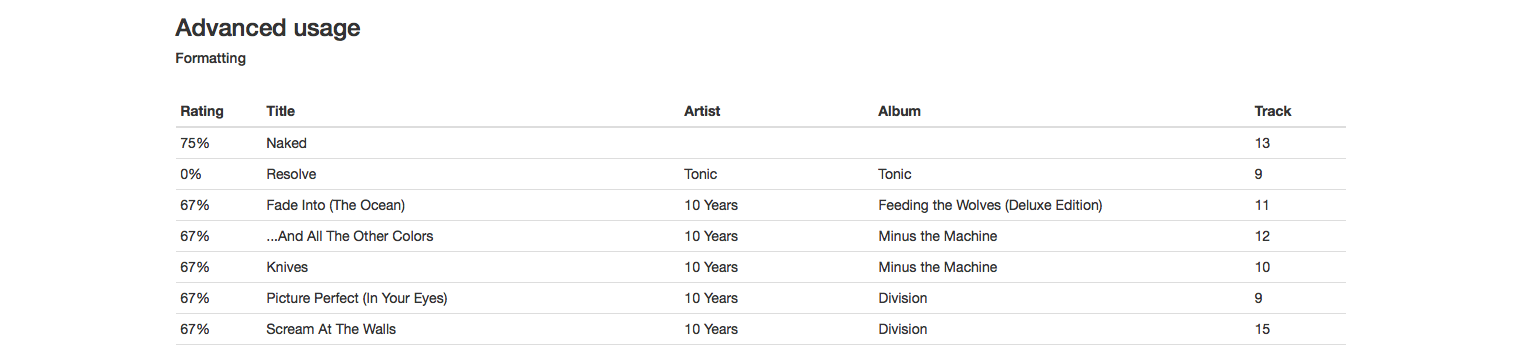 Advanced usage
Formatting
Rating Title Artist Album Track
75% Naked 13
0% Resolve Tonic Tonic 9
67% Fade Into (The Ocean) 10 Years Feeding the Wolves (Deluxe Edition) 11
67% ...And All The Other Colors 10 Years Minus the Machine 12
67% Knives 10 Years Minus the Machine 10
67% Picture Perfect (In Your Eyes) 10 Years Division 9
67% Scream At The Walls 10 Years Division 15